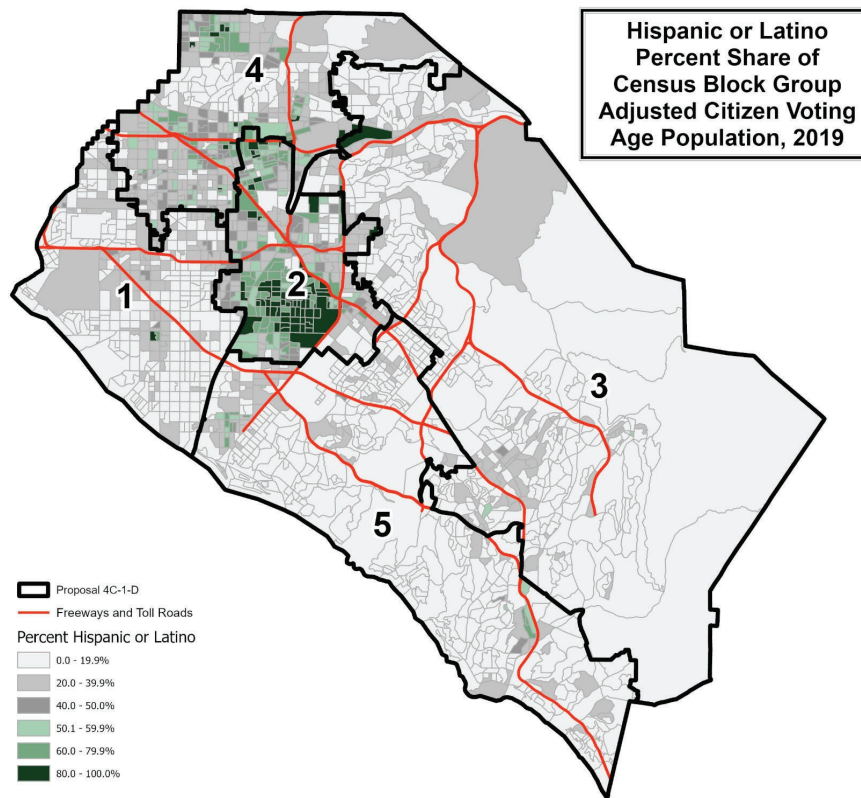 Hispanic or Latino
Percent Share of
Census Block Group
Adjusted Citizen Voting
Age Population, 2019
4
2
1
3
5
Proposal 4C-1-D
Freeways and Toll Roads
Percent Hispanic or Latino
0.0 - 19.9%
20.0 - 39.9%
40.0 - 50.0%
50.1 - 59.9%
60.0 - 79.9%
80.0 - 100.0%